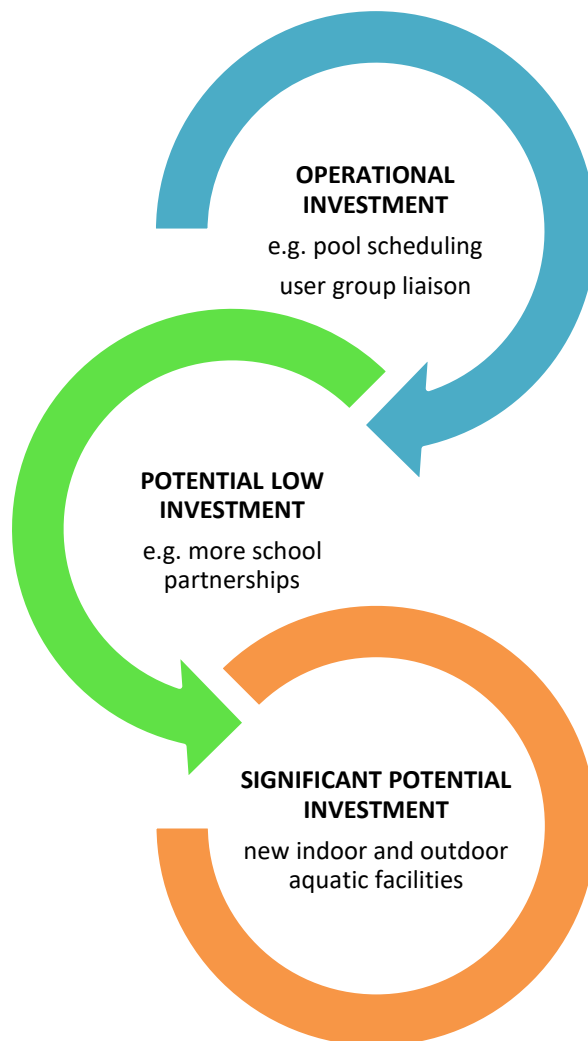 OPERATIONAL
INVESTMENT
e.g. pool scheduling
user group liaison
POTENTIAL LOW
INVESTMENT
e.g. more school
partnerships
SIGNIFICANT POTENTIAL
INVESTMENT
new indoor and outdoor
aquatic facilities